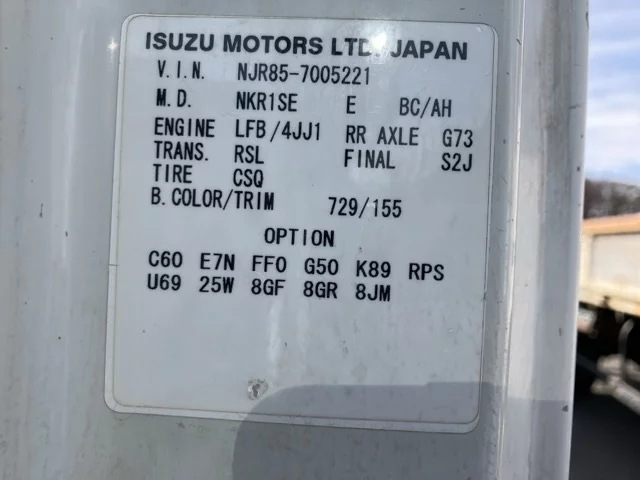 ISUZU MOTORS LTD. JAPAN
V.I.N. NJR85-7005221
M.D. NKR1SE E BC/AH
ENGINE LFB/4JJ1 RR AXLE G73
TRANS. RSL FINAL S2J
TIRE CSQ
B.COLOR/TRIM 729/155
OPTION
C60 E7N FF0 G50 K89 RPS
U69 25W 8GF 8GR 8JM